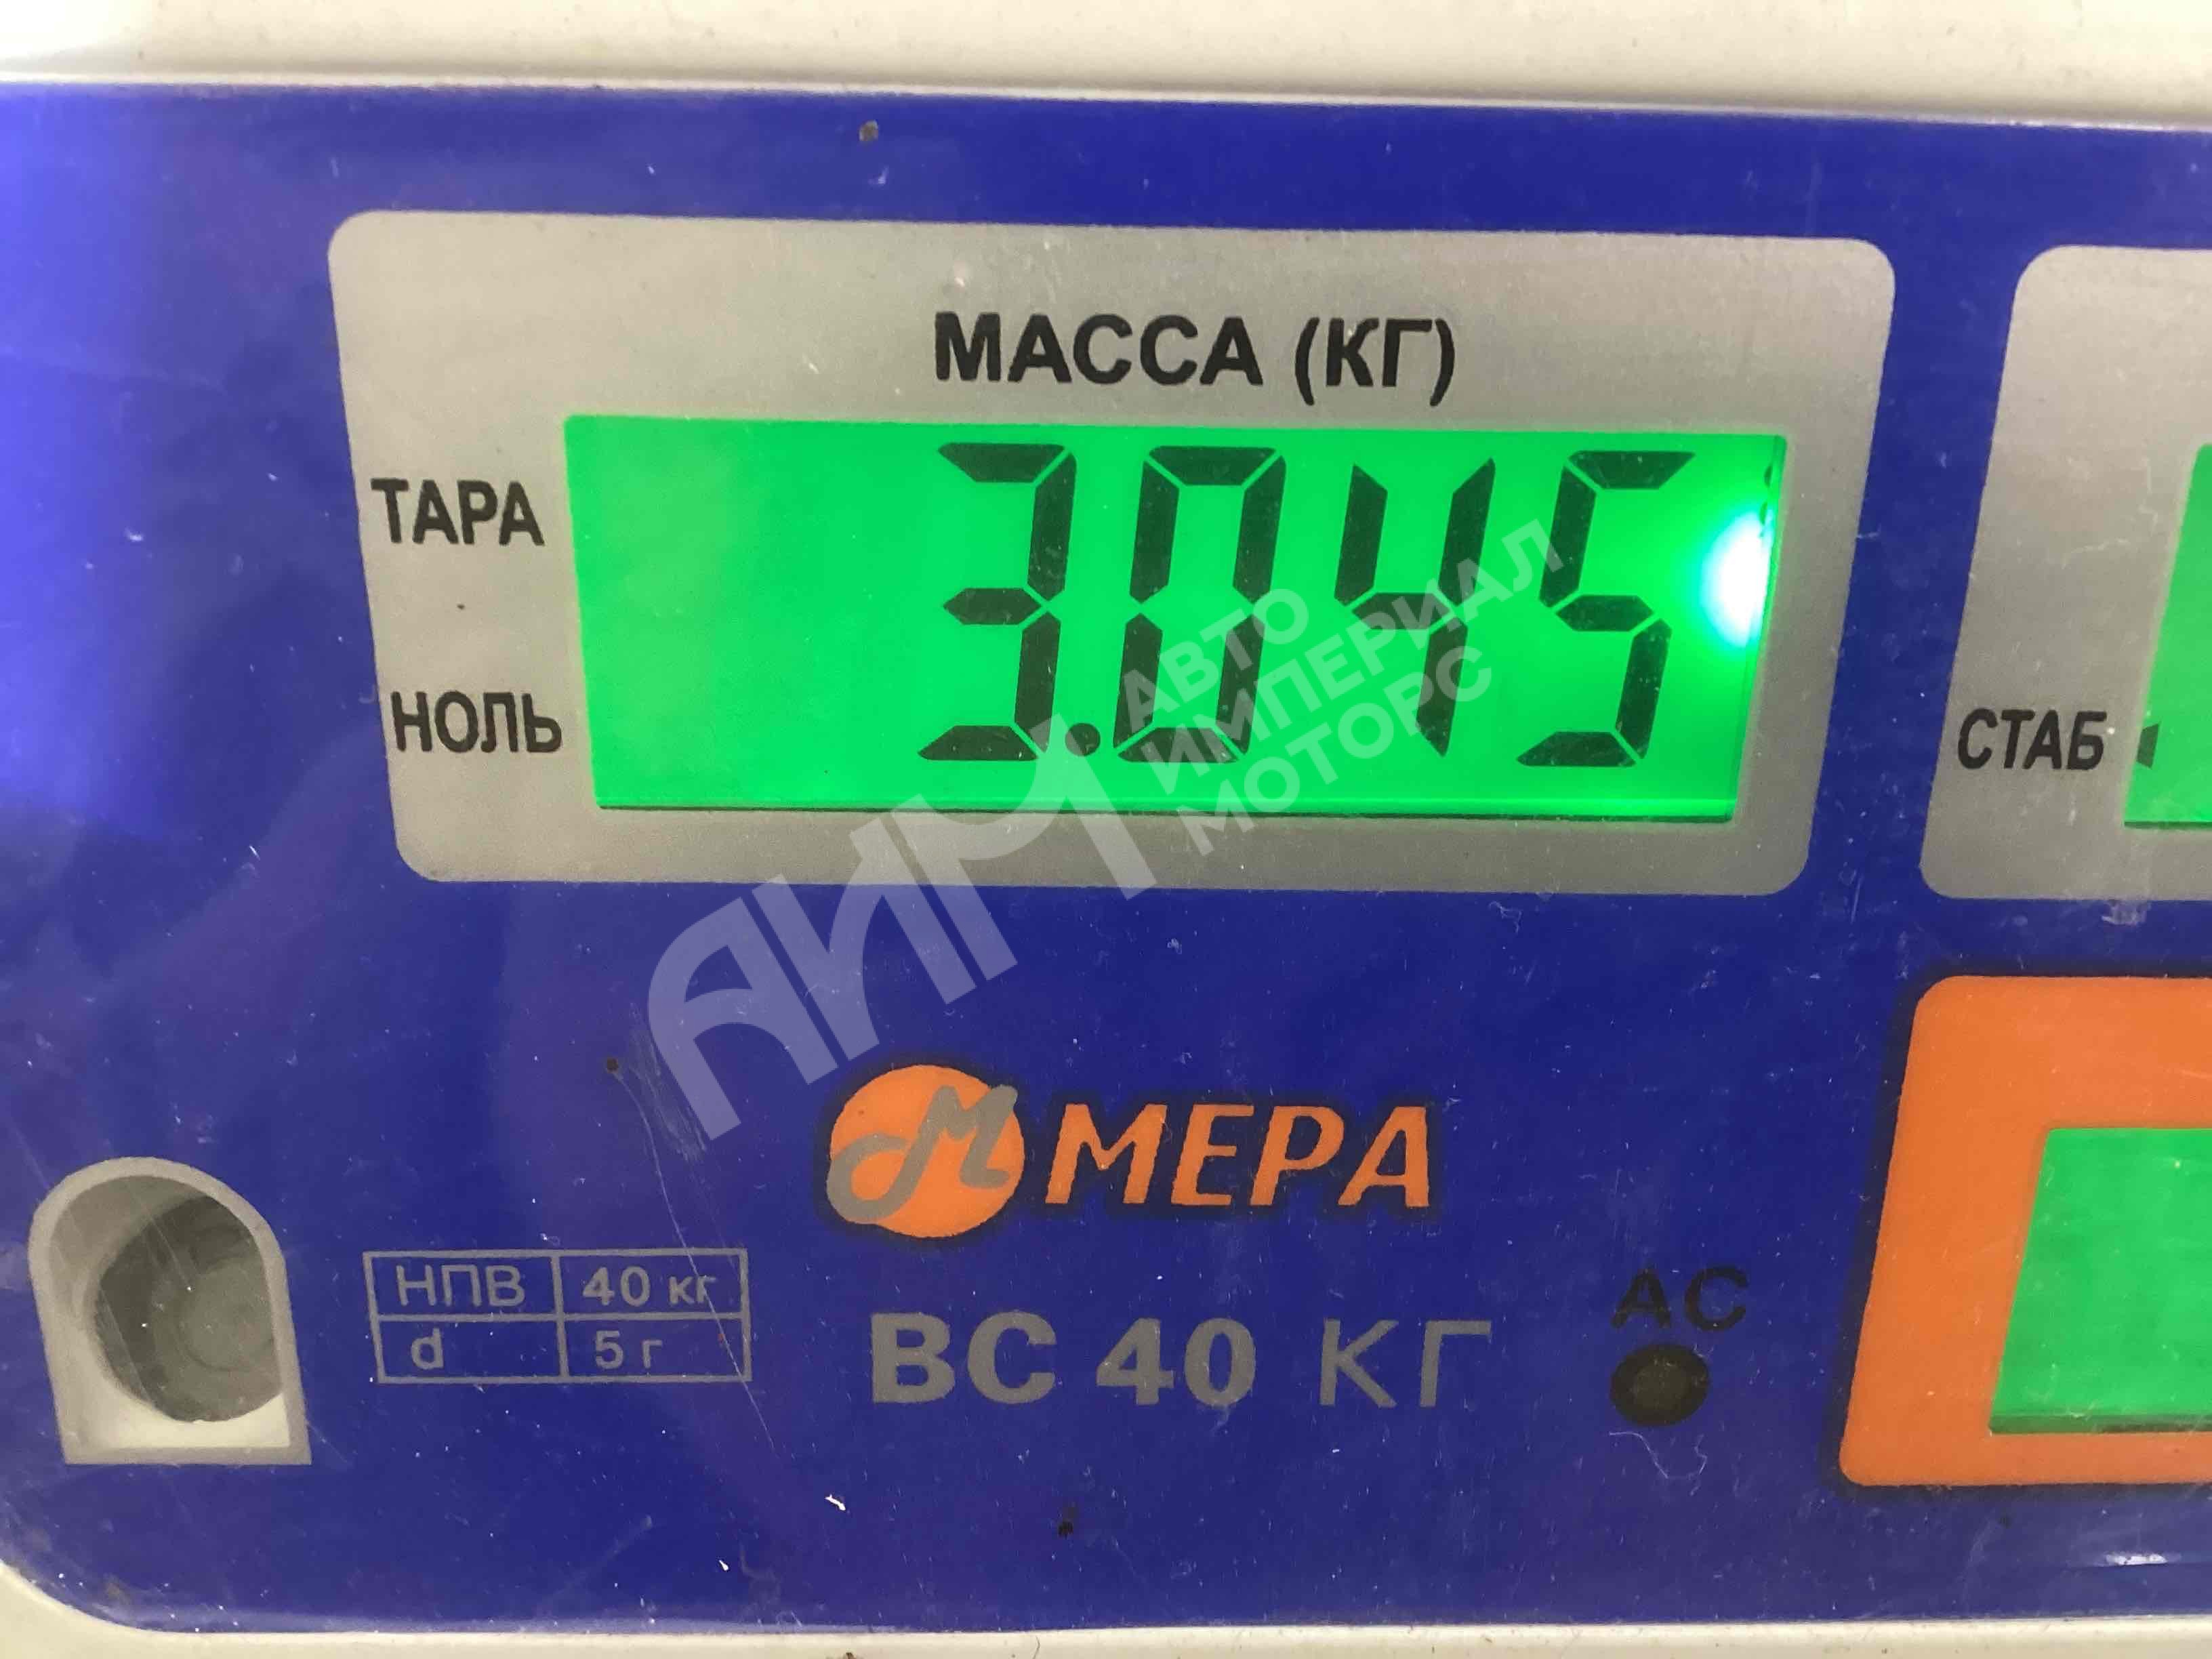 МАССА (КГ)
ТАРА
3.045
НОЛЬ
СТАБ
АИМ
АВТО
ИМПЕРИАЛ
МОТОРС
М МЕРА
НПВ 40 кг
d 5 г
ВС 40 КГ
AC